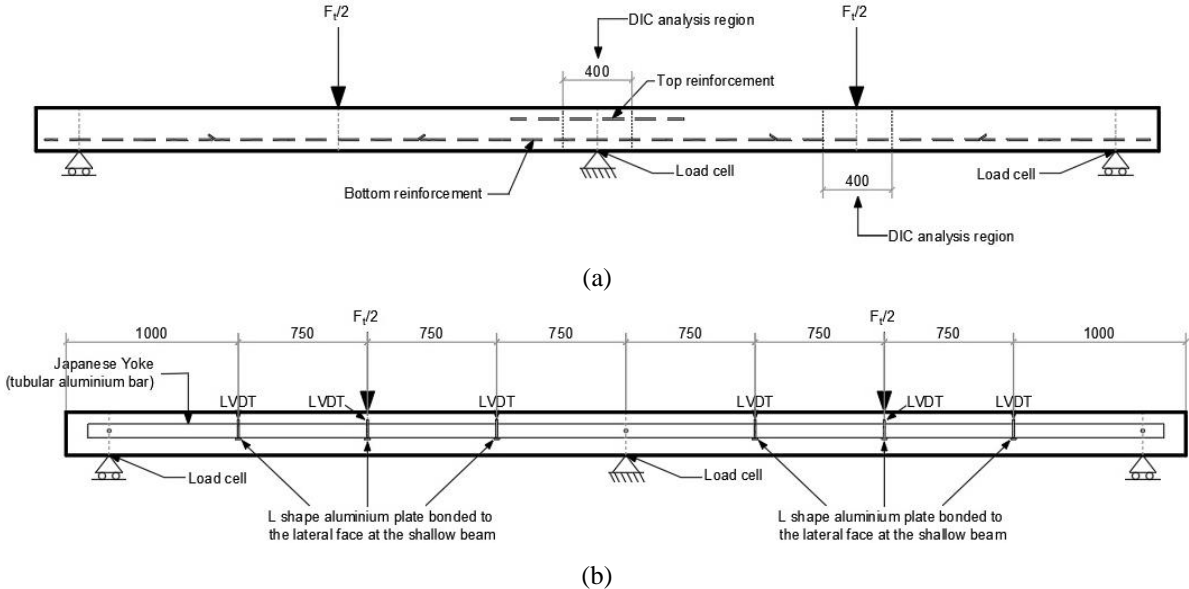 Fₜ/2
Fₜ/2
DIC analysis region
400
Top reinforcement
Load cell
Load cell
Bottom reinforcement
400
DIC analysis region
(a)
Fₜ/2
Fₜ/2
1000
750
750
750
750
750
750
1000
Japanese Yoke
(tubular aluminium bar)
LVDT
LVDT
LVDT
LVDT
LVDT
LVDT
Load cell
Load cell
L shape aluminium plate bonded to
the lateral face at the shallow beam
L shape aluminium plate bonded to
the lateral face at the shallow beam
(b)